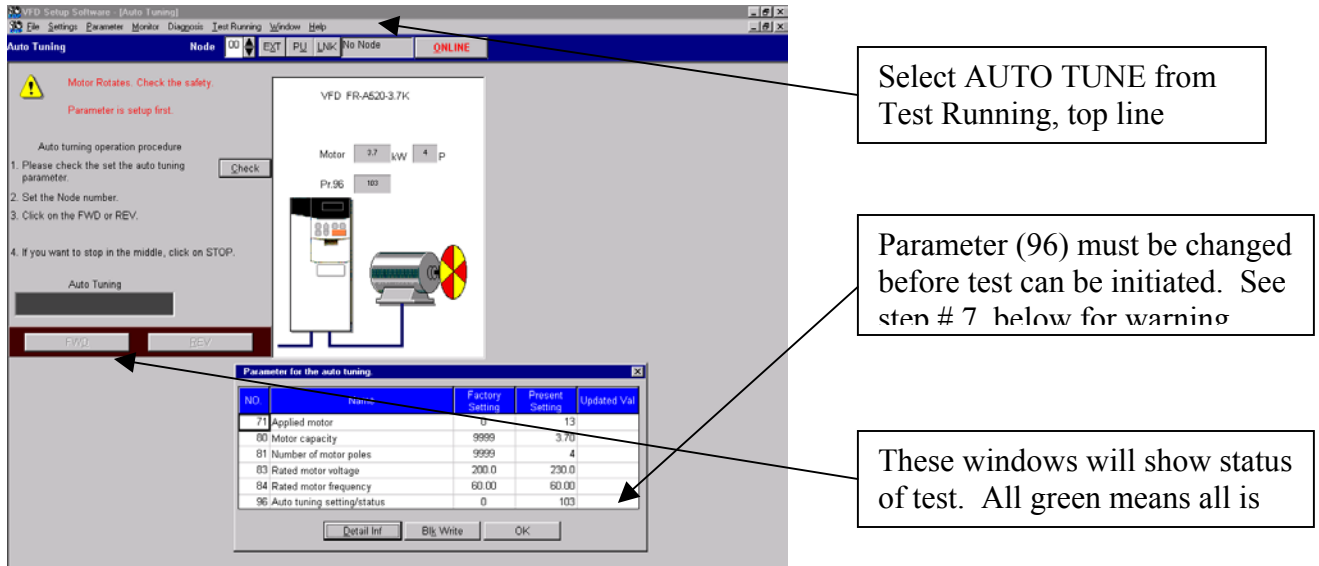 VFD Setup Software - [Auto Tuning]
File Settings Parameter Monitor Diagnosis Test Running Window Help
Auto Tuning Node 00 EXT PU LNK No Node ONLINE
Motor Rotates. Check the safety.
Parameter is setup first.
Auto turning operation procedure
1. Please check the set the auto tuning
parameter.
Check
2. Set the Node number.
3. Click on the FWD or REV.
4. If you want to stop in the middle, click on STOP.
Auto Tuning
FWD REV
VFD FR-A520-3.7K
Motor 3.7 kW 4 P
Pr.96 103
Parameter for the auto tuning.
NO. Name Factory Setting Present Setting Updated Val
71 Applied motor 0 13
80 Motor capacity 9999 3.70
81 Number of motor poles 9999 4
83 Rated motor voltage 200.0 230.0
84 Rated motor frequency 60.00 60.00
96 Auto tuning setting/status 0 103
Detail Inf Blk Write OK
Select AUTO TUNE from
Test Running, top line
Parameter (96) must be changed
before test can be initiated. See
step # 7 below for warning
These windows will show status
of test. All green means all is